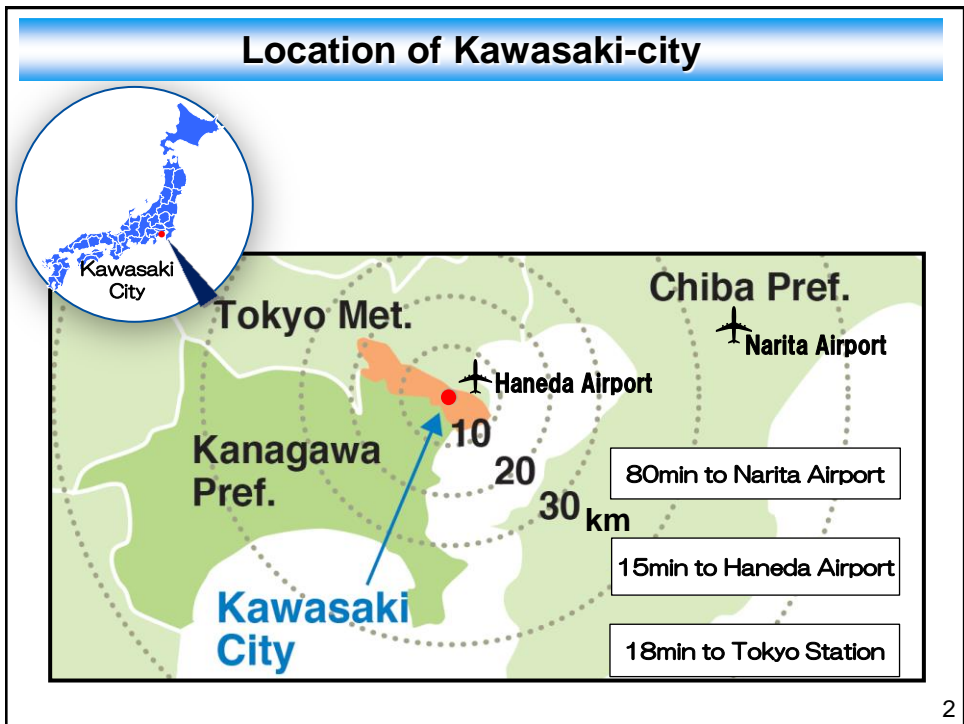 Location of Kawasaki-city
Kawasaki
City
Tokyo Met.
Chiba Pref.
Narita Airport
Haneda Airport
Kanagawa
Pref.
10
20
30 km
80min to Narita Airport
15min to Haneda Airport
18min to Tokyo Station
Kawasaki
City
2